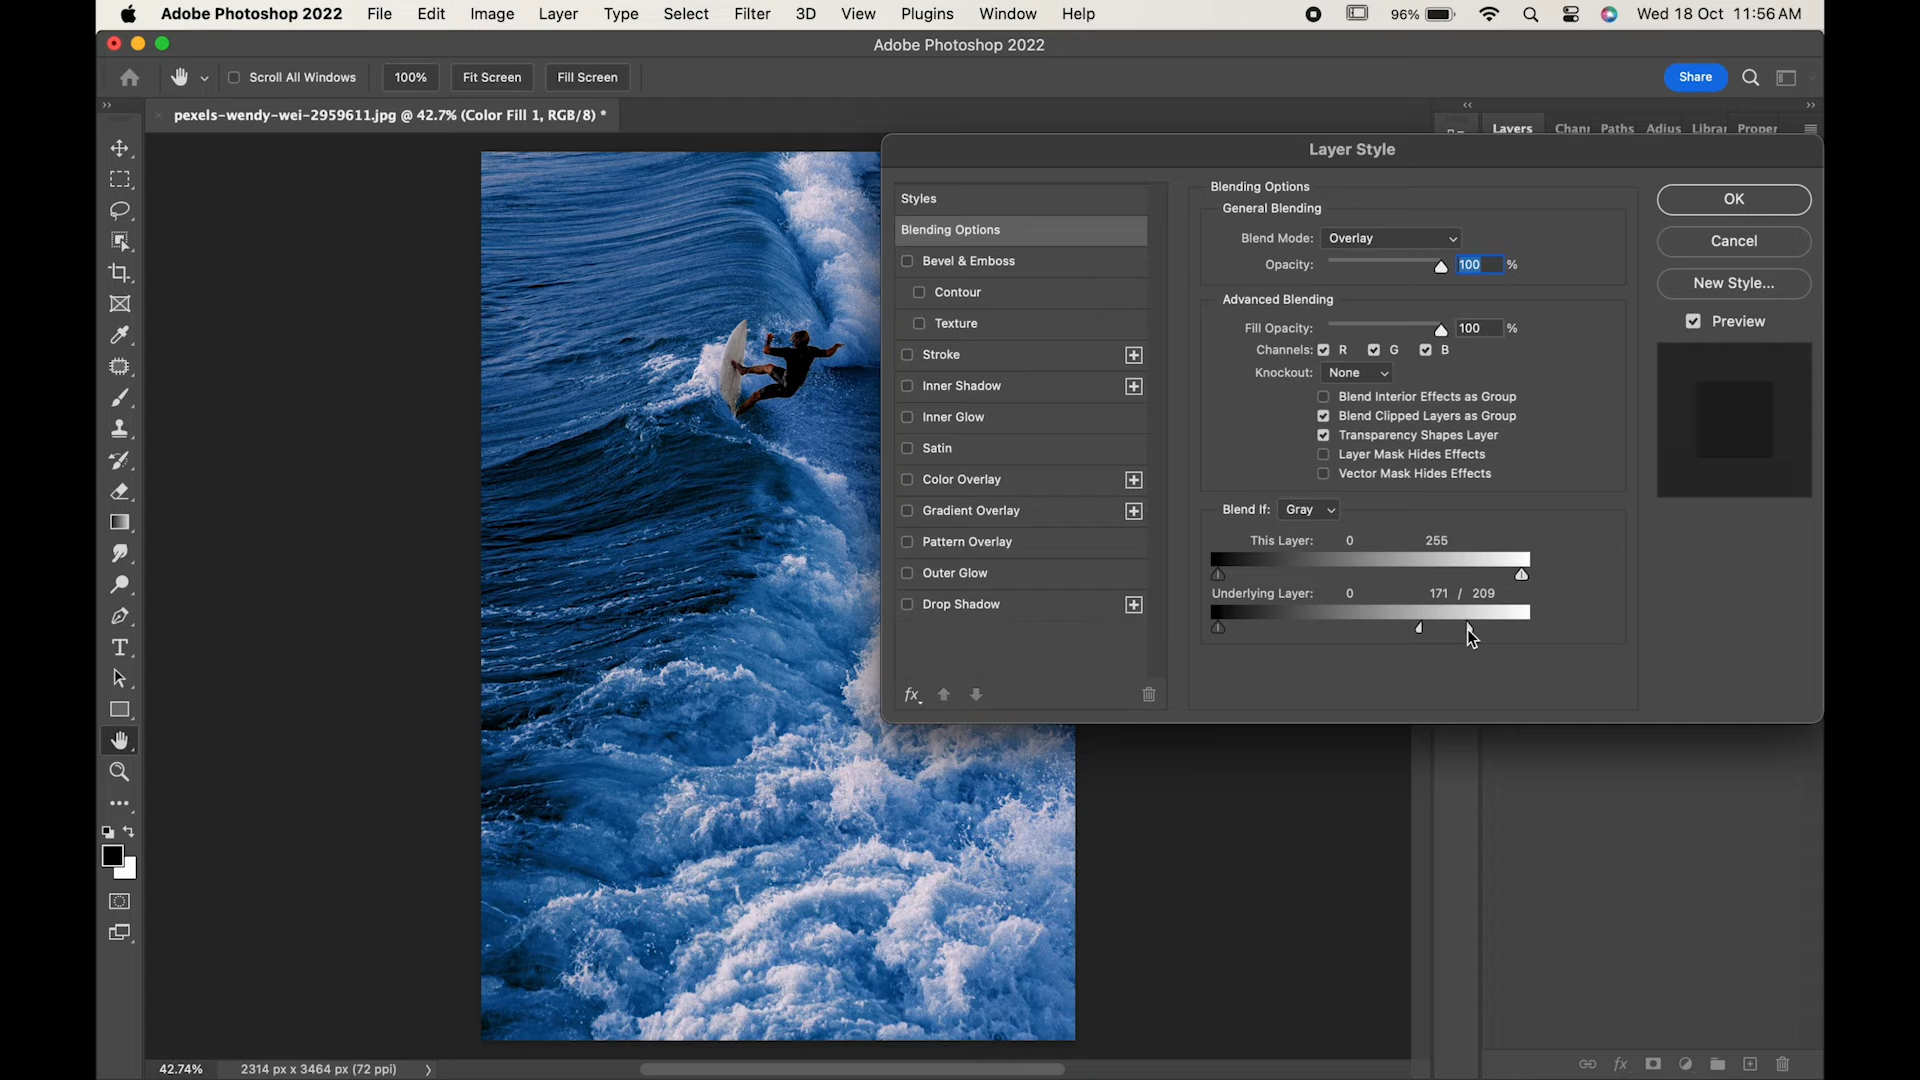 Adobe Photoshop 2022 File Edit Image Layer Type Select Filter 3D View Plugins Window Help 96% Wed 18 Oct 11:56 AM
Adobe Photoshop 2022
Scroll All Windows 100% Fit Screen Fill Screen Share
pexels-wendy-wei-2959611.jpg @ 42.7% (Color Fill 1, RGB/8) *
Layers Chanr Paths Adjus Librar Proper
Layer Style
Styles
Blending Options
Bevel & Emboss
Contour
Texture
Stroke
Inner Shadow
Inner Glow
Satin
Color Overlay
Gradient Overlay
Pattern Overlay
Outer Glow
Drop Shadow
fx
Blending Options
General Blending
Blend Mode: Overlay
Opacity: 100 %
Advanced Blending
Fill Opacity: 100 %
Channels: R G B
Knockout: None
Blend Interior Effects as Group
Blend Clipped Layers as Group
Transparency Shapes Layer
Layer Mask Hides Effects
Vector Mask Hides Effects
Blend If: Gray
This Layer: 0 255
Underlying Layer: 0 171 / 209
OK
Cancel
New Style...
Preview
42.74% 2314 px x 3464 px (72 ppi)
fx